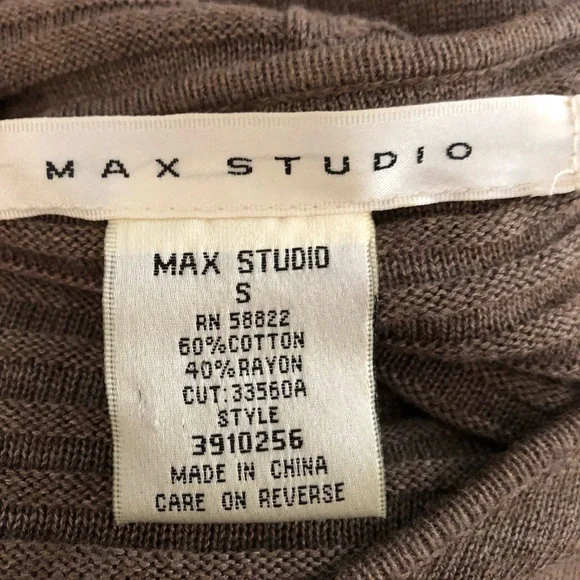 MAX STUDIO
MAX STUDIO
S
RN 58822
60%COTTON
40%RAYON
CUT:33560A
STYLE
3910256
MADE IN CHINA
CARE ON REVERSE